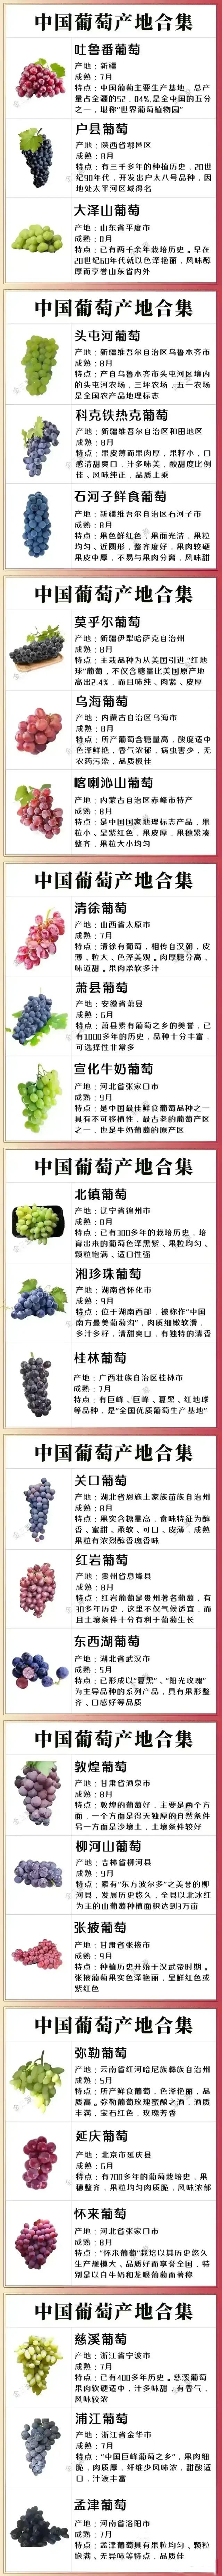 中国葡萄产地合集
吐鲁番葡萄
产地：新疆
成熟：7月
特点：中国葡萄主要生产基地，总产
量占全疆的52．84%,是全中国的五分
之一，堪称“世界葡萄植物园”
户县葡萄
产地：陕西省鄠邑区
成熟：8月
特点：有三千多年的种植历史，20世
纪90年代，开发出户太八号品种，因
地处太平河区域得名
大泽山葡萄
产地：山东省平度市
成熟：8月
特点：已有两千余年栽培历史。早在
20世纪60年代就以色泽艳丽，风味醇
厚而享誉山东省内外
中国葡萄产地合集
头屯河葡萄
产地：新疆维吾尔自治区乌鲁木齐市
成熟：8月
特点：产自乌鲁木齐市头屯河区境内
的头屯河农场，三坪农场，五一农场
是全国农产品地理标志
科克铁热克葡萄
产地：新疆维吾尔自治区和田地区
成熟：8月
特点：果皮薄而果肉厚，果籽小，口
感清甜爽口，汁多味美，酸甜度比例
佳、风味纯正，品质上乘
石河子鲜食葡萄
产地：新疆维吾尔自治区石河子市
成熟：8月
特点：果色鲜红色，果面光洁，果粒
均匀、近圆形，整齐度好，果肉较硬
果皮中厚，不易与果肉分离，风味甜
中国葡萄产地合集
莫乎尔葡萄
产地：新疆伊犁哈萨克自治州
成熟：8月
特点：主栽品种为从美国引进“红地
球”葡萄，不仅含糖量比美国原产地
高出2.4%，而且味纯、肉紧、皮厚
乌海葡萄
产地：内蒙古自治区乌海市
成熟：8月
特点：所产葡萄含糖量高，酸度适中
色泽鲜艳，香气浓郁，病虫害少，无
农药污染，品质极佳
喀喇沁山葡萄
产地：内蒙古自治区赤峰市特产
成熟：8月
特点：是中国国家地理标志产品，果
粒小、呈紫红色，果皮厚，果穗紧凑
整齐，果粒大小均匀
中国葡萄产地合集
清徐葡萄
产地：山西省太原市
成熟：7月
特点：清徐有葡萄，相传自汉朝，皮
薄、粒大、色泽美观。肉厚糖分高、
味道甜。果肉柔软多汁
萧县葡萄
产地：安徽省萧县
成熟：6月
特点：萧县素有葡萄之乡的美誉，已
有1000多年的历史，品种十分丰富，
可选择性非常多
宣化牛奶葡萄
产地：河北省张家口市
成熟：9月
特点：是中国最佳鲜食葡萄品种之一
具有不可移植性，最古老的葡萄产区
之一，也是牛奶葡萄的原产区
中国葡萄产地合集
北镇葡萄
产地：辽宁省锦州市
成熟：8月
特点：已有300多年的栽培历史，培
育出来的葡萄色泽黑紫、果粒均匀、
颗粒饱满、适口性强
湘珍珠葡萄
产地：湖南省怀化市
成熟：9月
特点：位于湖南西部，被称作“中国
南方最美葡萄沟”，肉质细嫩软滑，
多汁多籽，清甜爽口，有独特的清香
桂林葡萄
产地：广西壮族自治区桂林市
成熟：7月
特点：有巨峰、巨峰、夏黑、红地球
等品种，是“全国优质葡萄生产基地”
中国葡萄产地合集
关口葡萄
产地：湖北省恩施土家族苗族自治州
成熟：8月
特点：果实含糖量高，食味特征为醇
香、蜜甜、柔软、可口、皮薄，成熟
果粒有浓烈醇香瑰香味
红岩葡萄
产地：贵州省息烽县
成熟：8月
特点：红岩葡萄是贵州著名葡萄，有
30多年历史，这里不仅气候适宜，而
且土壤条件十分有利于葡萄生长
东西湖葡萄
产地：湖北省武汉市
成熟：5月
特点：已形成以“夏黑”、“阳光玫瑰”
为主导品种的系列产品，具有果形整
齐、口感好等品质
中国葡萄产地合集
敦煌葡萄
产地：甘肃省酒泉市
成熟：8月
特点：敦煌的葡萄好，主要是两个方
面，一个方面是得天独厚的自然条件
另一方面是沙壤土，土壤条件较好
柳河山葡萄
产地：吉林省柳河县
成熟：9月
特点：素有“东方波尔多”之美誉的柳
河县，发展历史悠久，全县以北冰红
为主的山葡萄种植面积达到3万亩
张掖葡萄
产地：甘肃省张掖市
成熟：9月
特点：种植历史开始于汉武帝时期。
张掖葡萄果实色泽艳丽，呈鲜红色或
紫红色
中国葡萄产地合集
弥勒葡萄
产地：云南省红河哈尼族彝族自治州
成熟：5月
特点：所产鲜食葡萄，色泽艳丽，品
质高。弥勒葡萄玫瑰蜜酿之酒，酒质
丰满，宝石红色，玫瑰芳香
延庆葡萄
产地：北京市延庆县
成熟：6月
特点：有700多年的葡萄栽培史，果
穗整齐，果粒均匀肉质脆，风味浓郁
怀来葡萄
产地：河北省张家口市
成熟：8月
特点：“怀来葡萄”栽培以其历史悠久
生产规模大、品质好而享誉全国，特
别是以白牛奶和龙眼葡萄而著称
中国葡萄产地合集
慈溪葡萄
产地：浙江省宁波市
成熟：7月
特点：已有400多年历史。慈溪葡萄
果肉软硬适中，汁多味甜，有香气，
风味较浓
浦江葡萄
产地：浙江省金华市
成熟：7月
特点：“中国巨峰葡萄之乡”，果肉细
脆，肉质厚，纤维少风味浓，甜酸适
口，汁液丰富
孟津葡萄
产地：河南省洛阳市
成熟：7月
特点：孟津葡萄具有果粒均匀、颗粒
饱满、无异味等特点，品质佳